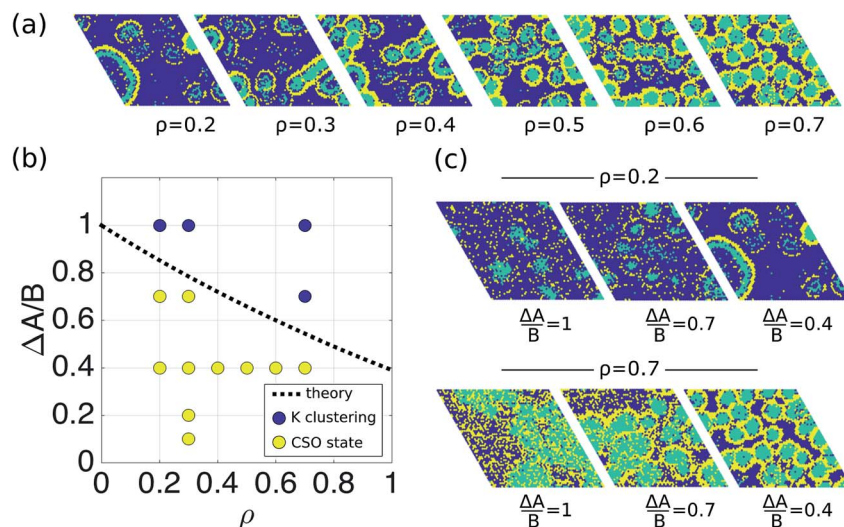 (a)
ρ=0.2 ρ=0.3 ρ=0.4 ρ=0.5 ρ=0.6 ρ=0.7
(b)
ΔA/B
1
0.8
0.6
0.4
0.2
0
0 0.2 0.4 0.6 0.8 1
ρ
theory
K clustering
CSO state
(c)
ρ=0.2
ΔA/B=1 ΔA/B=0.7 ΔA/B=0.4
ρ=0.7
ΔA/B=1 ΔA/B=0.7 ΔA/B=0.4